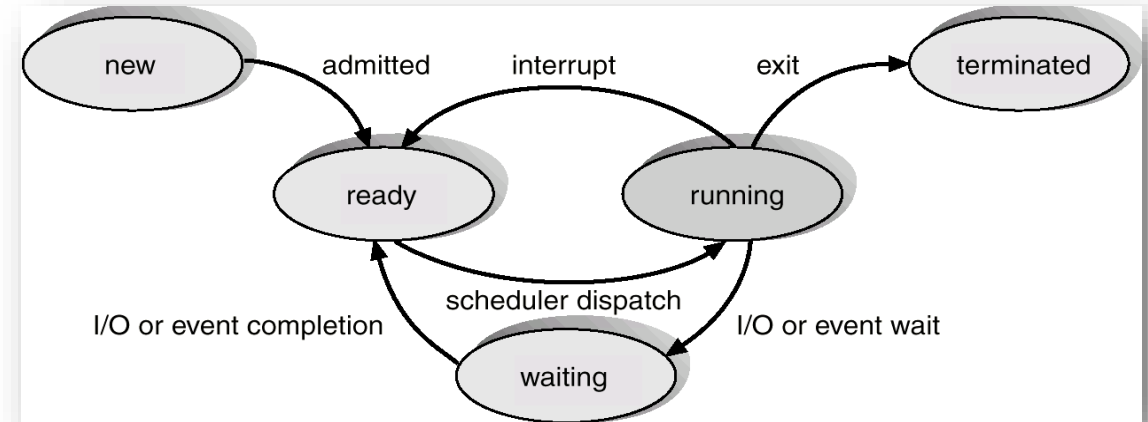 new
admitted
interrupt
exit
terminated
ready
running
scheduler dispatch
I/O or event completion
I/O or event wait
waiting